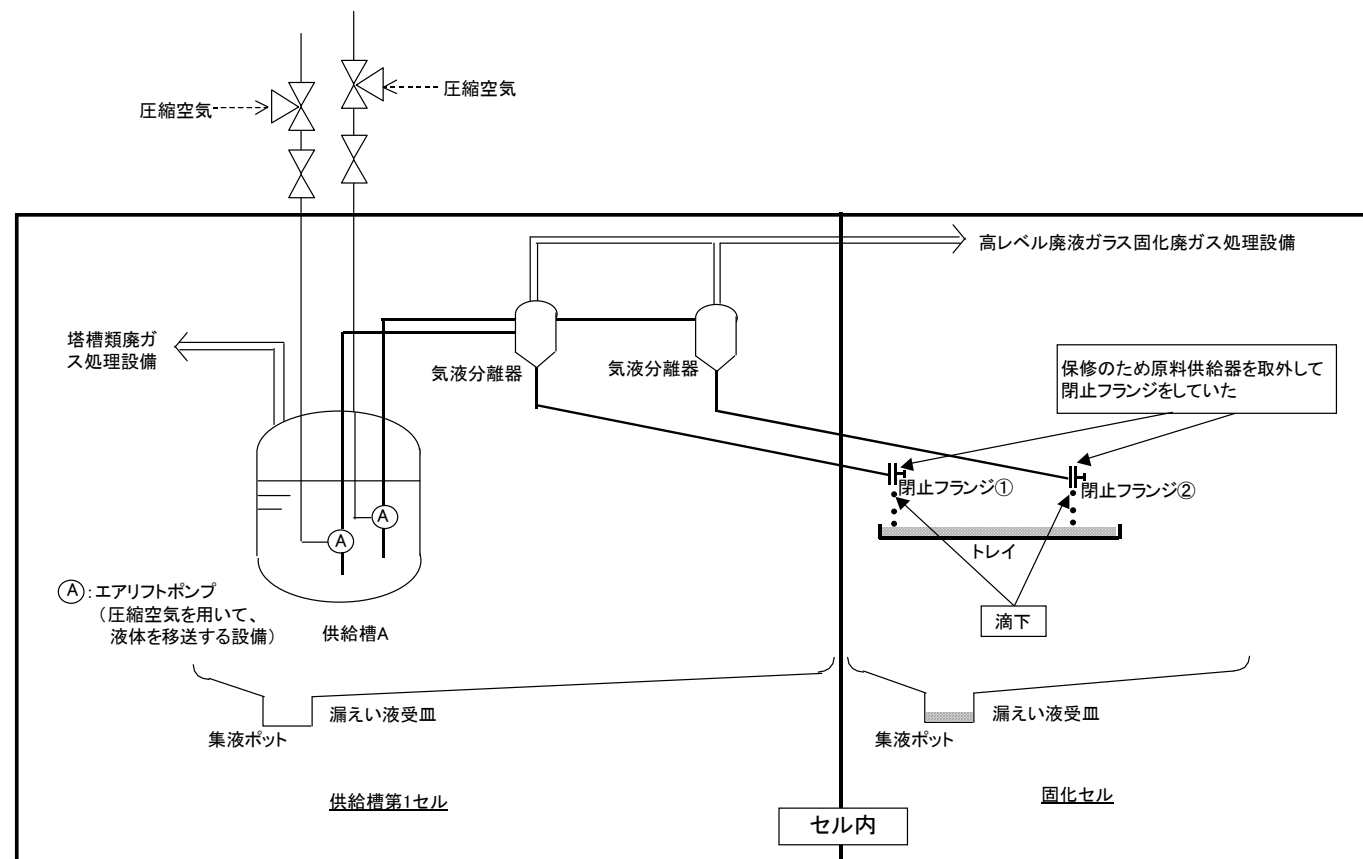 圧縮空気
圧縮空気
高レベル廃液ガラス固化廃ガス処理設備
塔槽類廃ガ
ス処理設備
気液分離器
気液分離器
保修のため原料供給器を取外して
閉止フランジをしていた
閉止フランジ①
閉止フランジ②
A
A
トレイ
A:エアリフトポンプ
(圧縮空気を用いて、
液体を移送する設備)
供給槽A
滴下
漏えい液受皿
集液ポット
漏えい液受皿
集液ポット
供給槽第1セル
固化セル
セル内